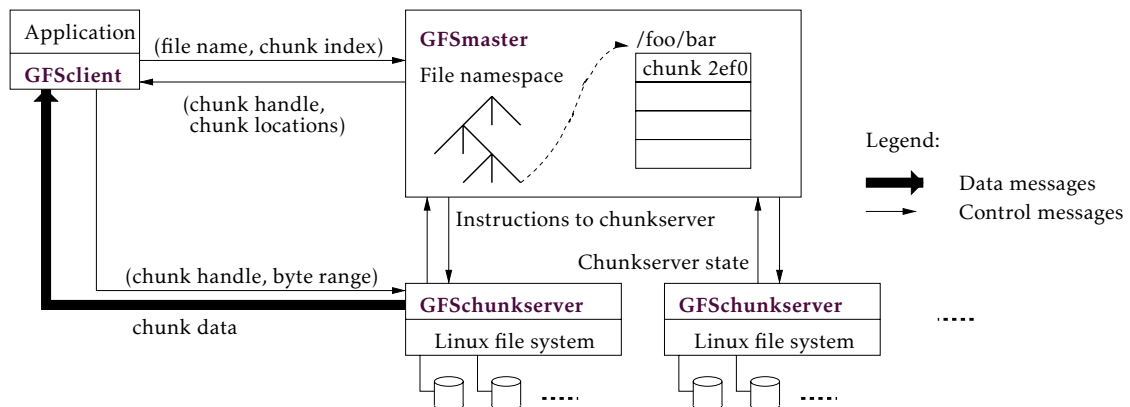 Application
GFSclient
(file name, chunk index)
(chunk handle,
chunk locations)
GFSmaster
File namespace
/foo/bar
chunk 2ef0
Legend:
Data messages
Control messages
Instructions to chunkserver
Chunkserver state
(chunk handle, byte range)
chunk data
GFSchunkserver
Linux file system
GFSchunkserver
Linux file system